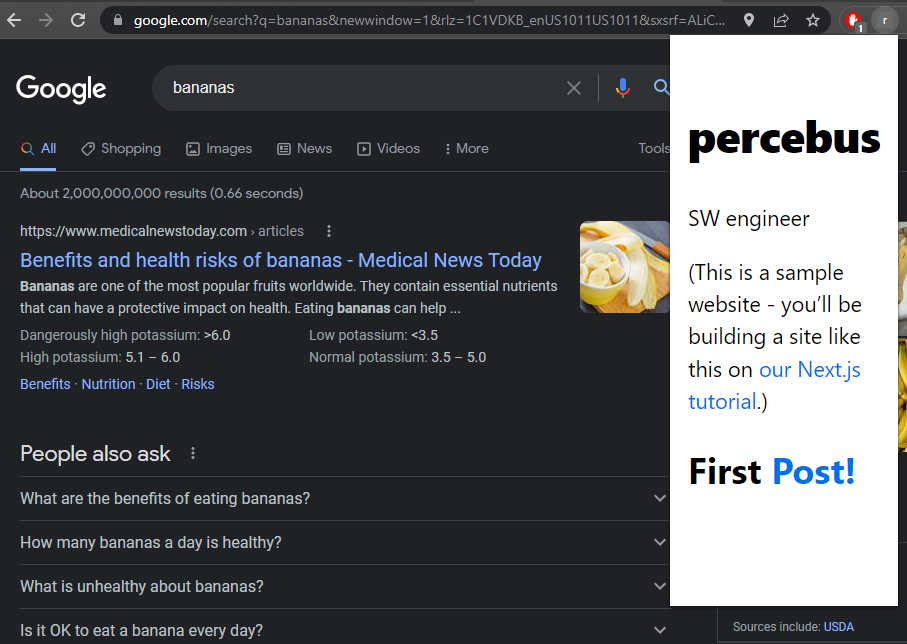 google.com/search?q=bananas&newwindow=1&rlz=1C1VDKB_enUS1011US1011&sxsrf=ALiC...
1
r
Google
bananas
All
Shopping
Images
News
Videos
More
Tools
About 2,000,000,000 results (0.66 seconds)
https://www.medicalnewstoday.com › articles
Benefits and health risks of bananas - Medical News Today
Bananas are one of the most popular fruits worldwide. They contain essential nutrients
that can have a protective impact on health. Eating bananas can help ...
Dangerously high potassium: >6.0
Low potassium: <3.5
High potassium: 5.1 – 6.0
Normal potassium: 3.5 – 5.0
Benefits · Nutrition · Diet · Risks
People also ask
What are the benefits of eating bananas?
How many bananas a day is healthy?
What is unhealthy about bananas?
Is it OK to eat a banana every day?
percebus
SW engineer
(This is a sample
website - you’ll be
building a site like
this on our Next.js
tutorial.)
First Post!
Sources include: USDA